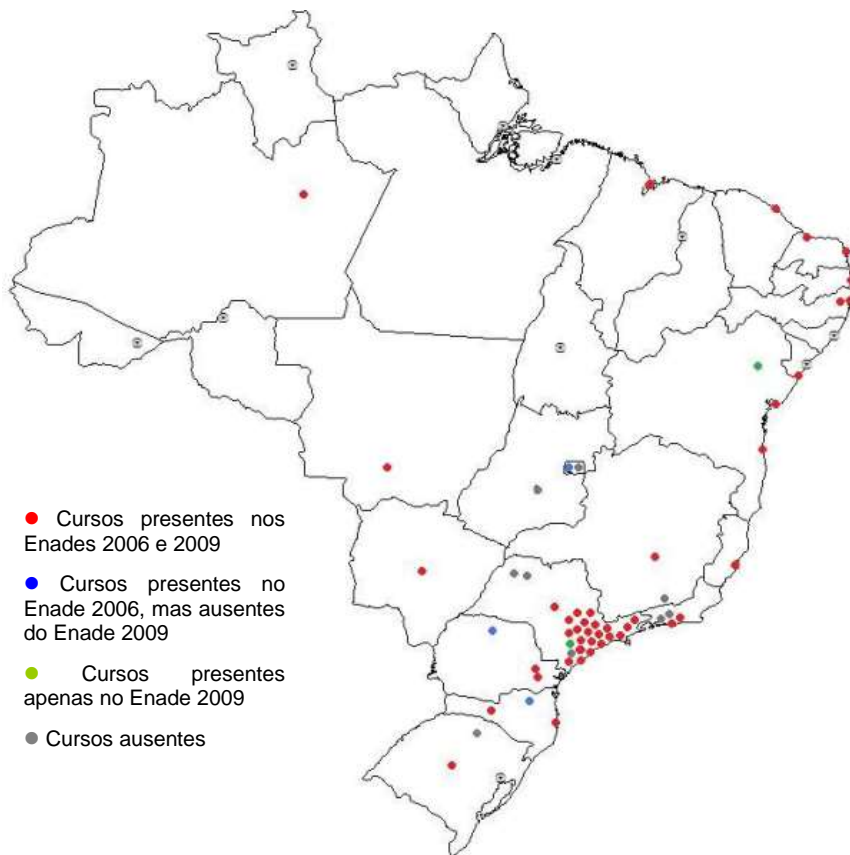 ● Cursos presentes nos
Enades 2006 e 2009
● Cursos presentes no
Enade 2006, mas ausentes
do Enade 2009
● Cursos presentes
apenas no Enade 2009
● Cursos ausentes